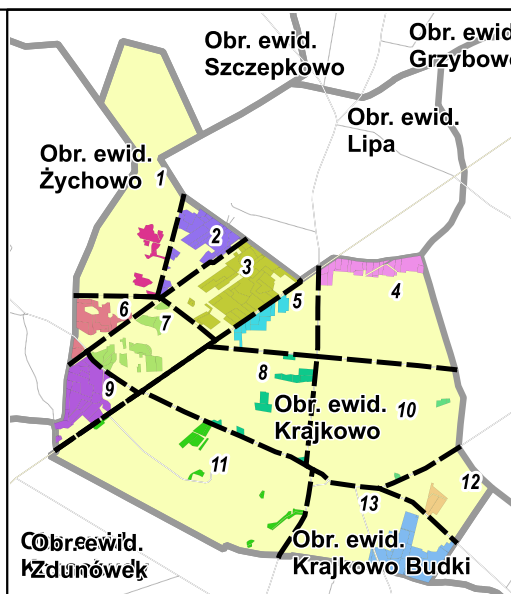 Obr. ewid.
Szczepkowo
Obr. ewid
Grzybowo
Obr. ewid.
Lipa
Obr. ewid.
Żychowo
1
2
3
4
5
6
7
8
9
10
11
12
13
Obr. ewid.
Krajkowo
Obr. ewid.
Zdunówek
Obr. ewid.
Krajkowo Budki